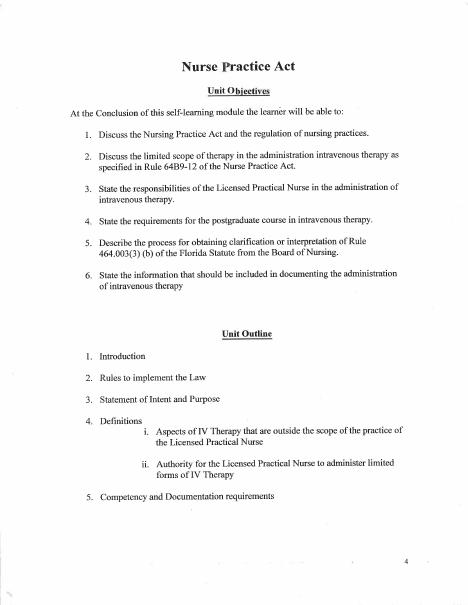 Nurse Practice Act
Unit Objectives
At the Conclusion of this self-learning module the learner will be able to:
1. Discuss the Nursing Practice Act and the regulation of nursing practices.
2. Discuss the limited scope of therapy in the administration intravenous therapy as
specified in Rule 64B9-12 of the Nurse Practice Act.
3. State the responsibilities of the Licensed Practical Nurse in the administration of
intravenous therapy.
4. State the requirements for the postgraduate course in intravenous therapy.
5. Describe the process for obtaining clarification or interpretation of Rule
464.003(3) (b) of the Florida Statute from the Board of Nursing.
6. State the information that should be included in documenting the administration
of intravenous therapy
Unit Outline
1. Introduction
2. Rules to implement the Law
3. Statement of Intent and Purpose
4. Definitions
i. Aspects of IV Therapy that are outside the scope of the practice of
the Licensed Practical Nurse
ii. Authority for the Licensed Practical Nurse to administer limited
forms of IV Therapy
5. Competency and Documentation requirements
4